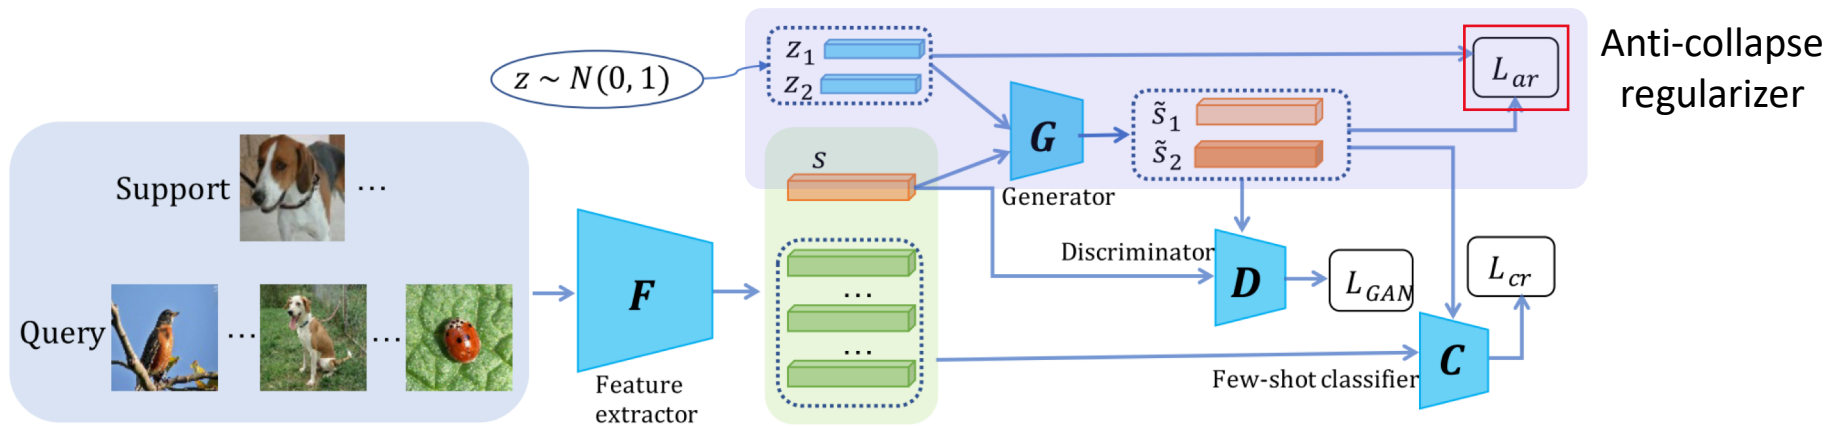 z ~ N(0, 1)
z₁
z₂
G
Generator
s̃₁
s̃₂
L_ar
Anti-collapse
regularizer
Support
...
Query
...
...
F
Feature
extractor
s
...
...
Discriminator
D
L_GAN
L_cr
Few-shot classifier
C